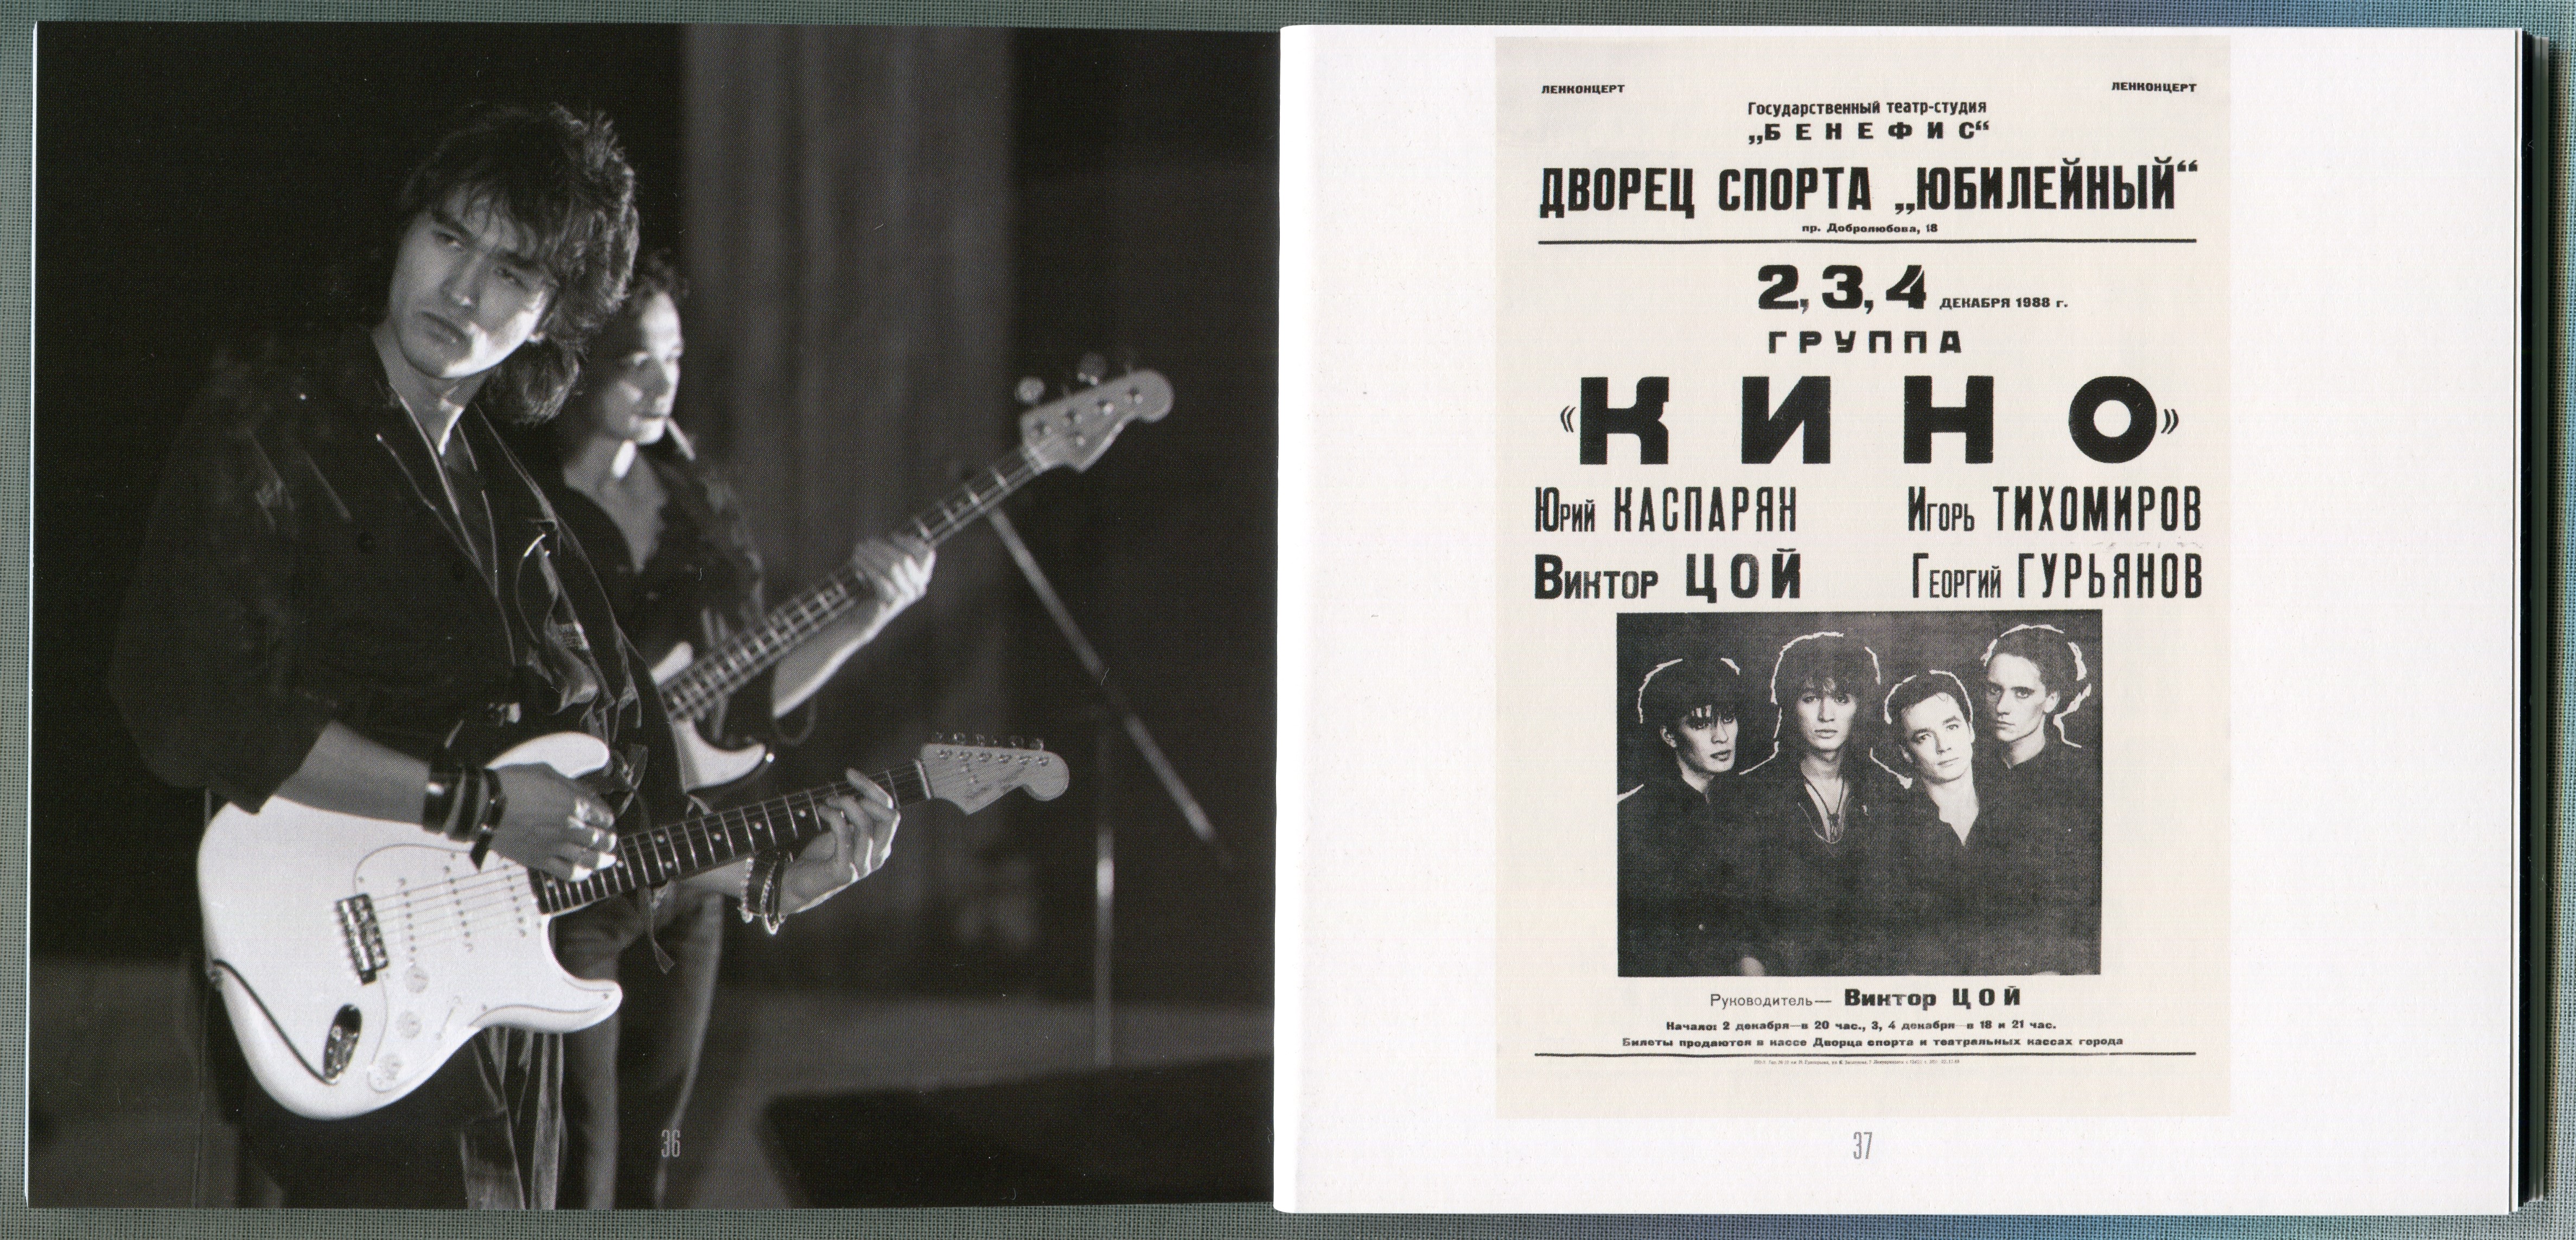 36
ЛЕНКОНЦЕРТ ЛЕНКОНЦЕРТ
Государственный театр-студия
„БЕНЕФИС“
ДВОРЕЦ СПОРТА „ЮБИЛЕЙНЫЙ“
пр. Добролюбова, 18
2, 3, 4 ДЕКАБРЯ 1988 г.
ГРУППА
«КИНО»
Юрий КАСПАРЯН Игорь ТИХОМИРОВ
Виктор ЦОЙ Георгий ГУРЬЯНОВ
Руководитель— Виктор ЦОЙ
Начало: 2 декабря—в 20 час., 3, 4 декабря—в 18 и 21 час.
Билеты продаются в кассе Дворца спорта и театральных кассах города
37